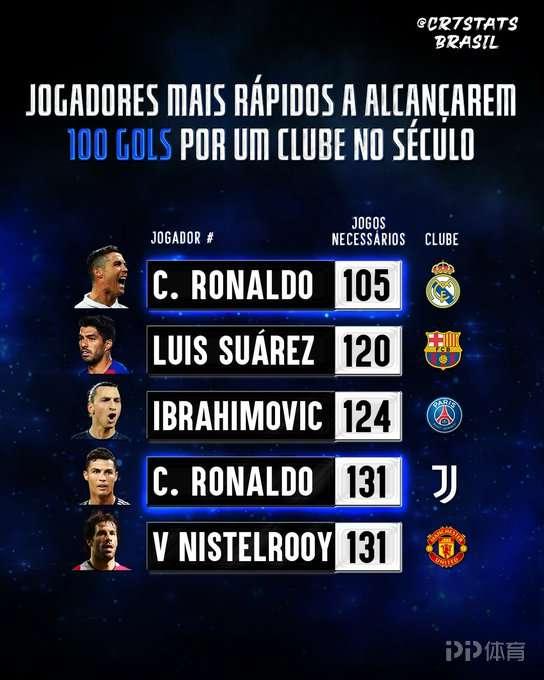 @CR7STATS
BRASIL
JOGADORES MAIS RÁPIDOS A ALCANÇAREM
100 GOLS POR UM CLUBE NO SÉCULO
JOGADOR #
JOGOS
NECESSÁRIOS
CLUBE
C. RONALDO 105
LUIS SUÁREZ 120
FCB
IBRAHIMOVIC 124
PARIS
C. RONALDO 131
V NISTELROOY 131
MANCHESTER
UNITED
PP体育